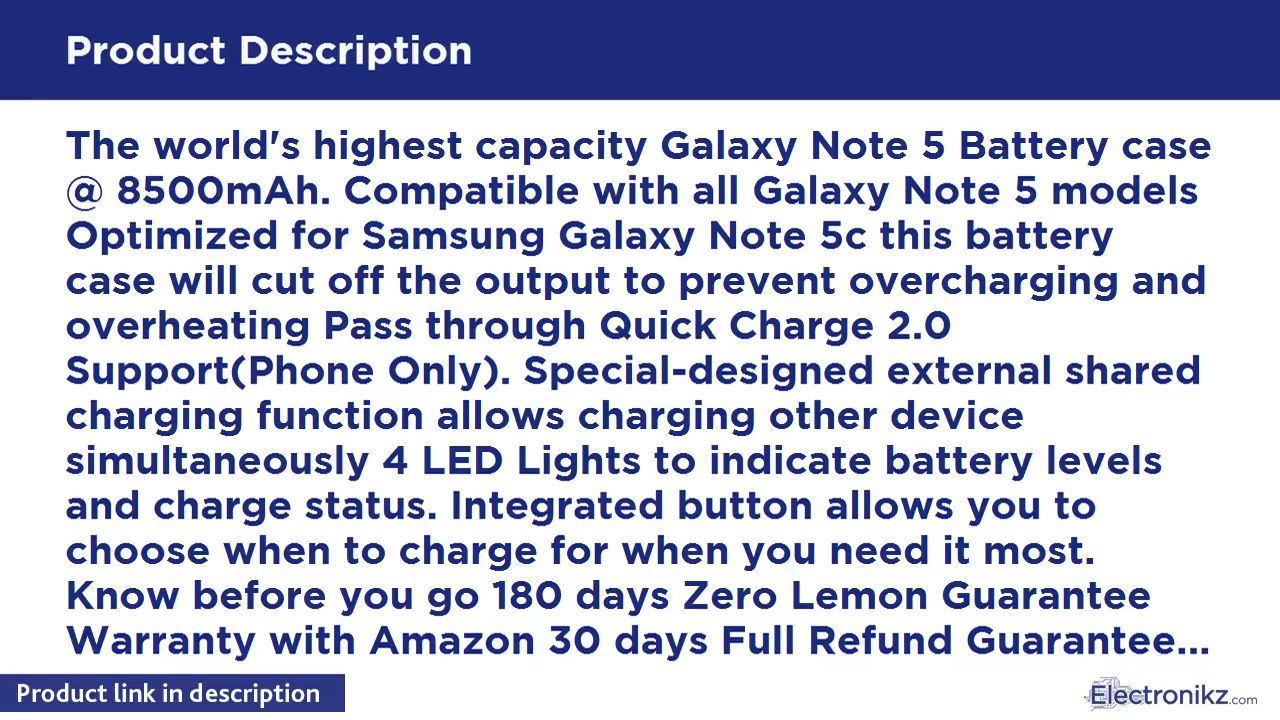 Product Description
The world's highest capacity Galaxy Note 5 Battery case
@ 8500mAh. Compatible with all Galaxy Note 5 models
Optimized for Samsung Galaxy Note 5c this battery
case will cut off the output to prevent overcharging and
overheating Pass through Quick Charge 2.0
Support(Phone Only). Special-designed external shared
charging function allows charging other device
simultaneously 4 LED Lights to indicate battery levels
and charge status. Integrated button allows you to
choose when to charge for when you need it most.
Know before you go 180 days Zero Lemon Guarantee
Warranty with Amazon 30 days Full Refund Guarantee...
Product link in description
Electronikz.com